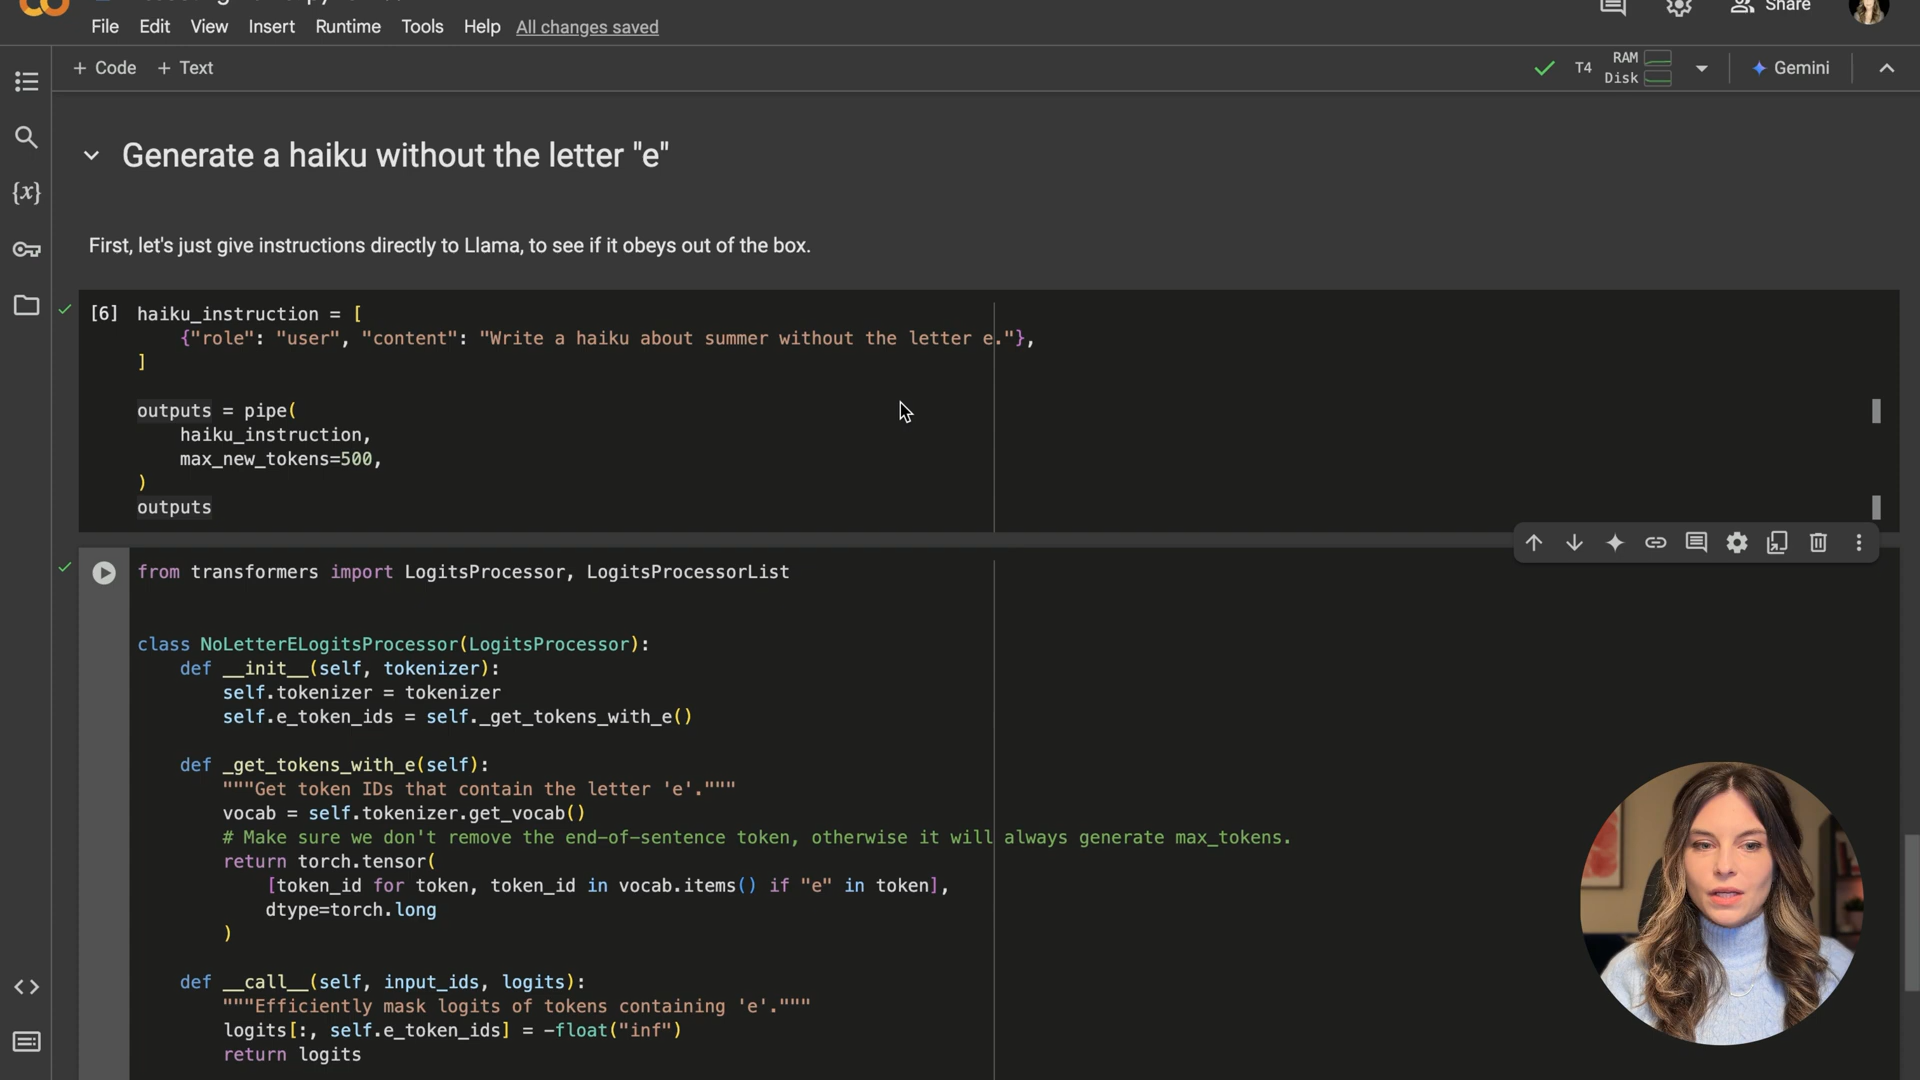 File Edit View Insert Runtime Tools Help All changes saved
Share
+ Code + Text
T4 RAM Disk Gemini
Generate a haiku without the letter "e"
{x}
First, let's just give instructions directly to Llama, to see if it obeys out of the box.
[6] haiku_instruction = [
{"role": "user", "content": "Write a haiku about summer without the letter e."},
]
outputs = pipe(
haiku_instruction,
max_new_tokens=500,
)
outputs
from transformers import LogitsProcessor, LogitsProcessorList
class NoLetterELogitsProcessor(LogitsProcessor):
def __init__(self, tokenizer):
self.tokenizer = tokenizer
self.e_token_ids = self._get_tokens_with_e()
def _get_tokens_with_e(self):
"""Get token IDs that contain the letter 'e'."""
vocab = self.tokenizer.get_vocab()
# Make sure we don't remove the end-of-sentence token, otherwise it will always generate max_tokens.
return torch.tensor(
[token_id for token, token_id in vocab.items() if "e" in token],
dtype=torch.long
)
def __call__(self, input_ids, logits):
"""Efficiently mask logits of tokens containing 'e'."""
logits[:, self.e_token_ids] = -float("inf")
return logits